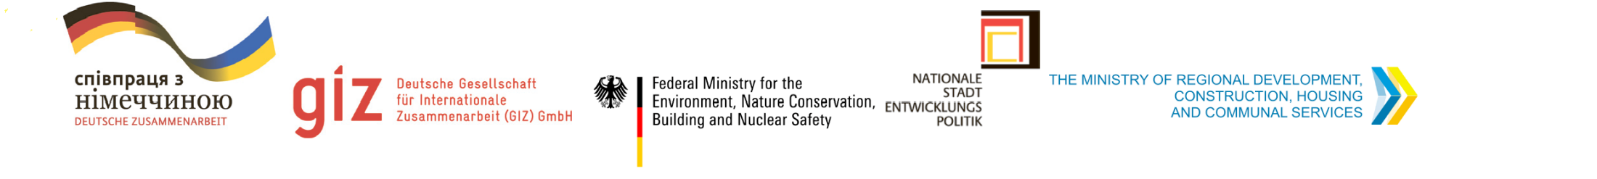 співпраця з
німеччиною
DEUTSCHE ZUSAMMENARBEIT
giz
Deutsche Gesellschaft
für Internationale
Zusammenarbeit (GIZ) GmbH
Federal Ministry for the
Environment, Nature Conservation,
Building and Nuclear Safety
NATIONALE
STADT
ENTWICKLUNGS
POLITIK
THE MINISTRY OF REGIONAL DEVELOPMENT,
CONSTRUCTION, HOUSING
AND COMMUNAL SERVICES